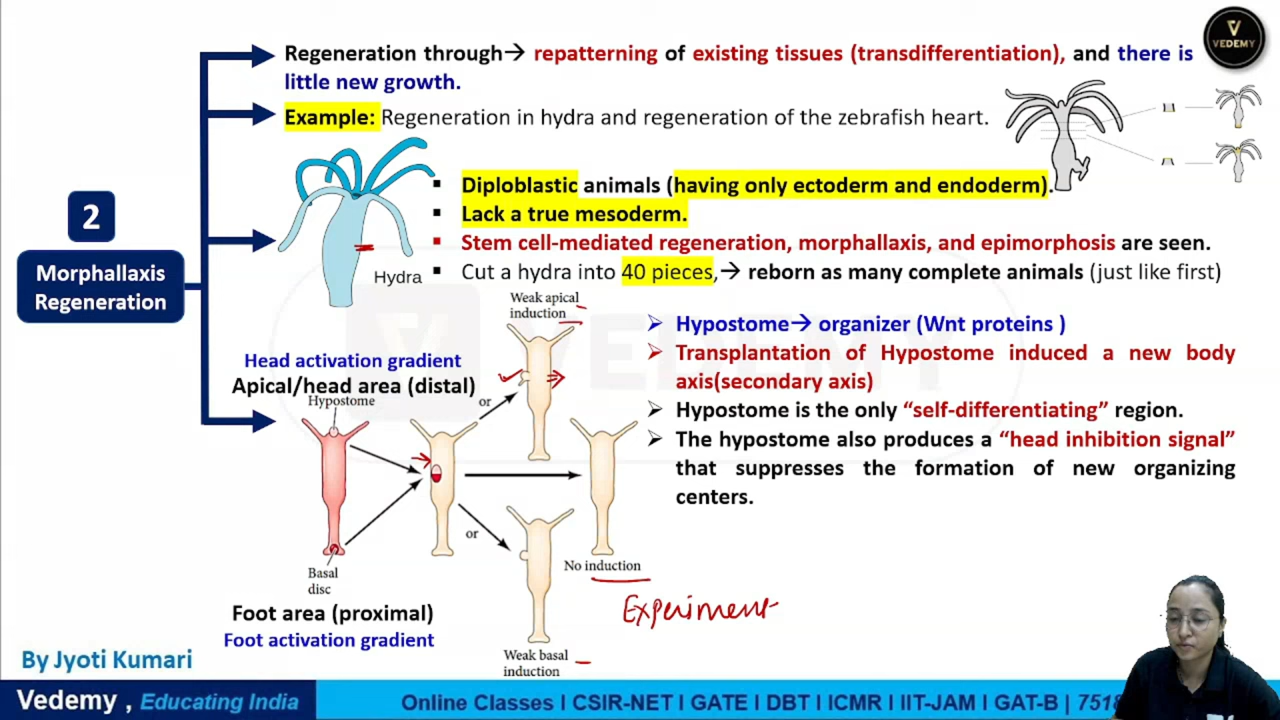 VEDEMY
Regeneration through→ repatterning of existing tissues (transdifferentiation), and there is
little new growth.
Example: Regeneration in hydra and regeneration of the zebrafish heart.
2
Morphallaxis
Regeneration
Hydra
▪ Diploblastic animals (having only ectoderm and endoderm).
▪ Lack a true mesoderm.
▪ Stem cell-mediated regeneration, morphallaxis, and epimorphosis are seen.
▪ Cut a hydra into 40 pieces,→ reborn as many complete animals (just like first)
VEDEMY
Head activation gradient
Apical/head area (distal)
Hypostome
Basal
disc
Foot area (proximal)
Foot activation gradient
Weak apical
induction
or
or
No induction
Weak basal
induction
Experiment
➢ Hypostome→ organizer (Wnt proteins )
➢ Transplantation of Hypostome induced a new body
axis(secondary axis)
➢ Hypostome is the only “self-differentiating” region.
➢ The hypostome also produces a “head inhibition signal”
that suppresses the formation of new organizing
centers.
By Jyoti Kumari
Vedemy , Educating India
Online Classes I CSIR-NET I GATE I DBT I ICMR I IIT-JAM I GAT-B | 7518